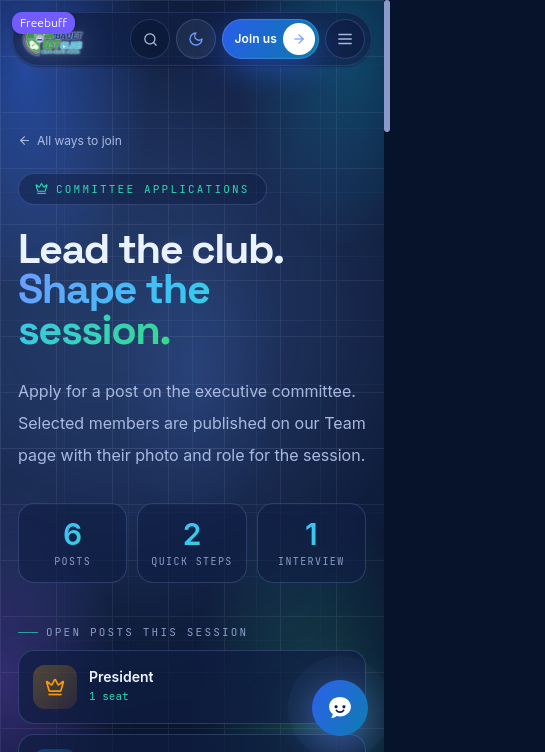 Freebuff
Join us
All ways to join
COMMITTEE APPLICATIONS
Lead the club.
Shape the
session.
Apply for a post on the executive committee.
Selected members are published on our Team
page with their photo and role for the session.
6
POSTS
2
QUICK STEPS
1
INTERVIEW
OPEN POSTS THIS SESSION
President
1 seat